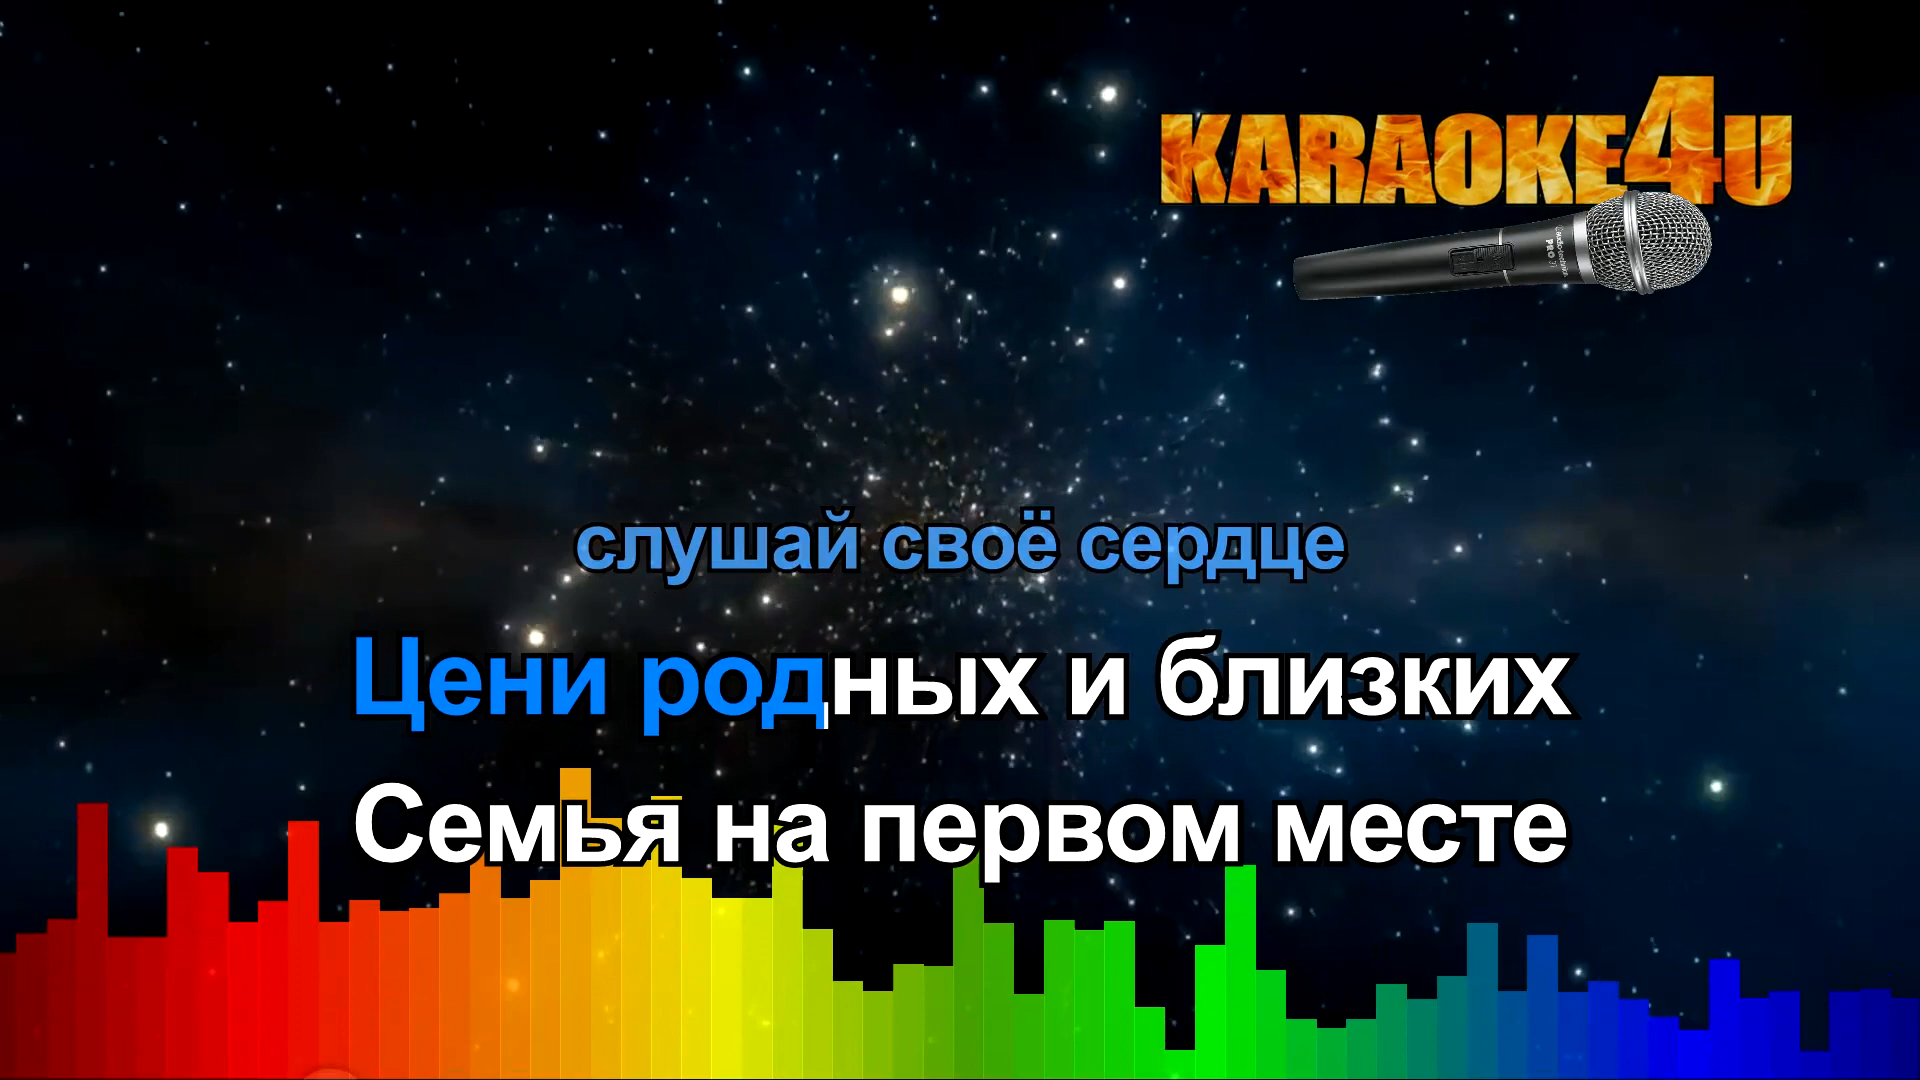 KARAOKE4U
слушай своё сердце
Цени родных и близких
Семья на первом месте